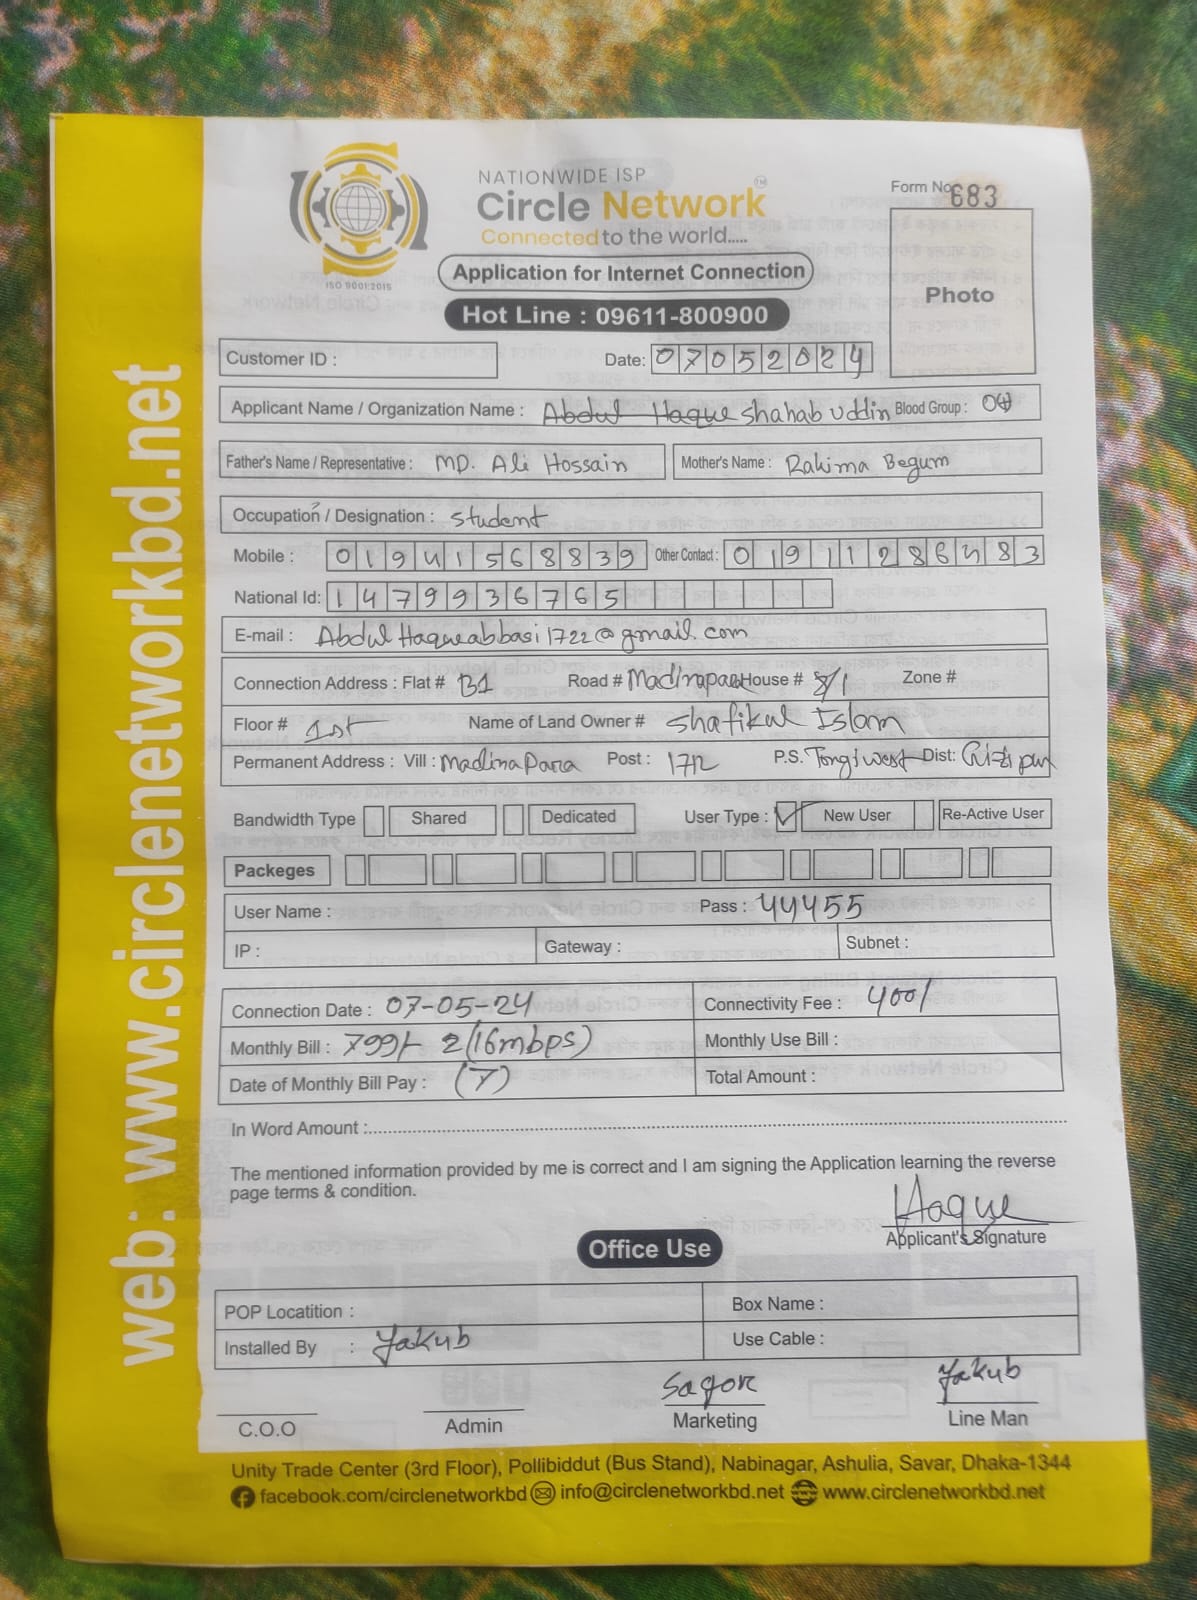 NATIONWIDE ISP
Circle Network TM
Connected to the world.....
ISO 9001:2015
Application for Internet Connection
Hot Line : 09611-800900
Form No. 683
Photo
Customer ID :
Date: 07052024
Applicant Name / Organization Name : Abdul Haque shahab uddin Blood Group :
Father's Name / Representative : MD. Ali Hossain Mother's Name : Rahima Begum
Occupation / Designation : Student
Mobile : 01941568839 Other Contact : 01911286483
National Id: 1479936765
E-mail : AbdulHaqueabbasi1722@gmail.com
Connection Address : Flat # B1 Road # Madinapara House # 8/1 Zone #
Floor # 1st Name of Land Owner # Shafikul Islam
Permanent Address : Vill : Madinapara Post : 1712 P.S. Tongi west Dist:
Bandwidth Type Shared Dedicated User Type : ✓ New User Re-Active User
Packeges
User Name : Pass : 44455
IP : Gateway : Subnet :
Connection Date : 07-05-24 Connectivity Fee : 400/
Monthly Bill : 799/- 2(16mbps) Monthly Use Bill :
Date of Monthly Bill Pay : (7) Total Amount :
In Word Amount :
The mentioned information provided by me is correct and I am signing the Application learning the reverse
page terms & condition.
Haque
Applicant's Signature
Office Use
POP Locatition : Box Name :
Installed By : Yakub Use Cable :
Sagor Yakub
C.O.O Admin Marketing Line Man
Unity Trade Center (3rd Floor), Pollibiddut (Bus Stand), Nabinagar, Ashulia, Savar, Dhaka-1344
facebook.com/circlenetworkbd info@circlenetworkbd.net www.circlenetworkbd.net
web: www.circlenetworkbd.net